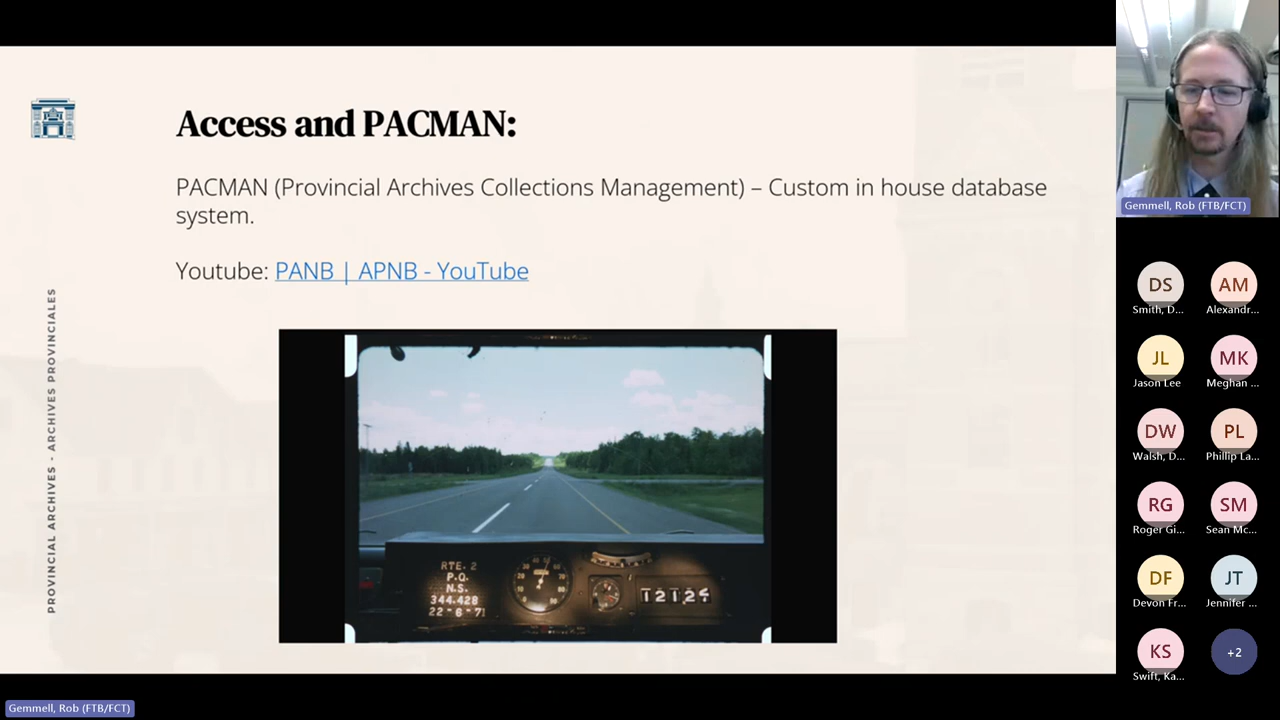 Access and PACMAN:
PACMAN (Provincial Archives Collections Management) – Custom in house database
system.
Youtube: PANB | APNB - YouTube
PROVINCIAL ARCHIVES - ARCHIVES PROVINCIALES
RTE. 2
P.Q.
N.S.
344.428
22-6-71
12124
Gemmell, Rob (FTB/FCT)
DS
Smith, D...
AM
Alexandr...
JL
Jason Lee
MK
Meghan ...
DW
Walsh, D...
PL
Phillip La...
RG
Roger Gi...
SM
Sean Mc...
DF
Devon Fr...
JT
Jennifer ...
KS
Swift, Ka...
+2
Gemmell, Rob (FTB/FCT)